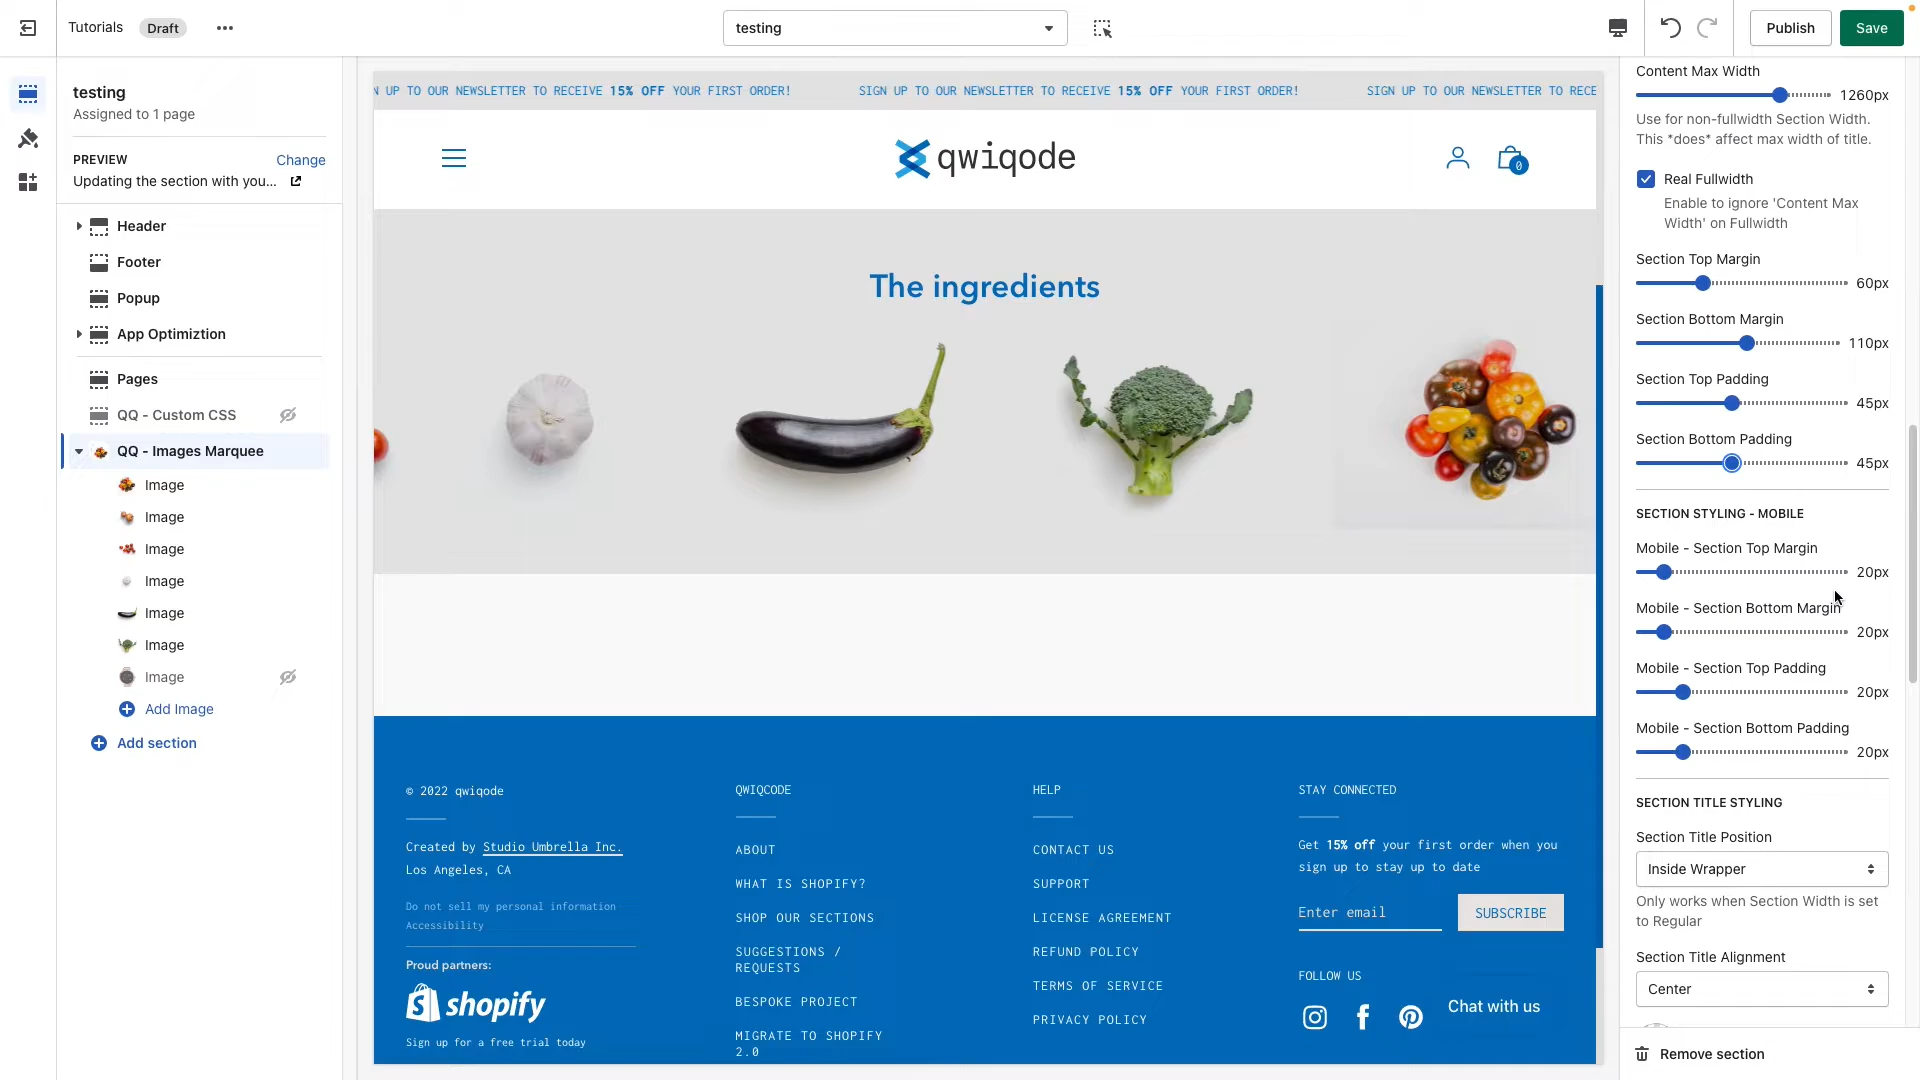 Tutorials
Draft
testing
Publish
Save
testing
Assigned to 1 page
PREVIEW
Change
Updating the section with you...
Header
Footer
Popup
App Optimiztion
Pages
QQ - Custom CSS
QQ - Images Marquee
Image
Image
Image
Image
Image
Image
Image
Add Image
Add section
N UP TO OUR NEWSLETTER TO RECEIVE 15% OFF YOUR FIRST ORDER!
SIGN UP TO OUR NEWSLETTER TO RECEIVE 15% OFF YOUR FIRST ORDER!
SIGN UP TO OUR NEWSLETTER TO RECE
qwiqode
0
The ingredients
© 2022 qwiqode
Created by Studio Umbrella Inc.
Los Angeles, CA
Do not sell my personal information
Accessibility
Proud partners:
shopify
Sign up for a free trial today
QWIQCODE
ABOUT
WHAT IS SHOPIFY?
SHOP OUR SECTIONS
SUGGESTIONS /
REQUESTS
BESPOKE PROJECT
MIGRATE TO SHOPIFY
2.0
HELP
CONTACT US
SUPPORT
LICENSE AGREEMENT
REFUND POLICY
TERMS OF SERVICE
PRIVACY POLICY
STAY CONNECTED
Get 15% off your first order when you
sign up to stay up to date
Enter email
SUBSCRIBE
FOLLOW US
Chat with us
Content Max Width
1260px
Use for non-fullwidth Section Width.
This *does* affect max width of title.
Real Fullwidth
Enable to ignore 'Content Max
Width' on Fullwidth
Section Top Margin
60px
Section Bottom Margin
110px
Section Top Padding
45px
Section Bottom Padding
45px
SECTION STYLING - MOBILE
Mobile - Section Top Margin
20px
Mobile - Section Bottom Margin
20px
Mobile - Section Top Padding
20px
Mobile - Section Bottom Padding
20px
SECTION TITLE STYLING
Section Title Position
Inside Wrapper
Only works when Section Width is set
to Regular
Section Title Alignment
Center
Remove section